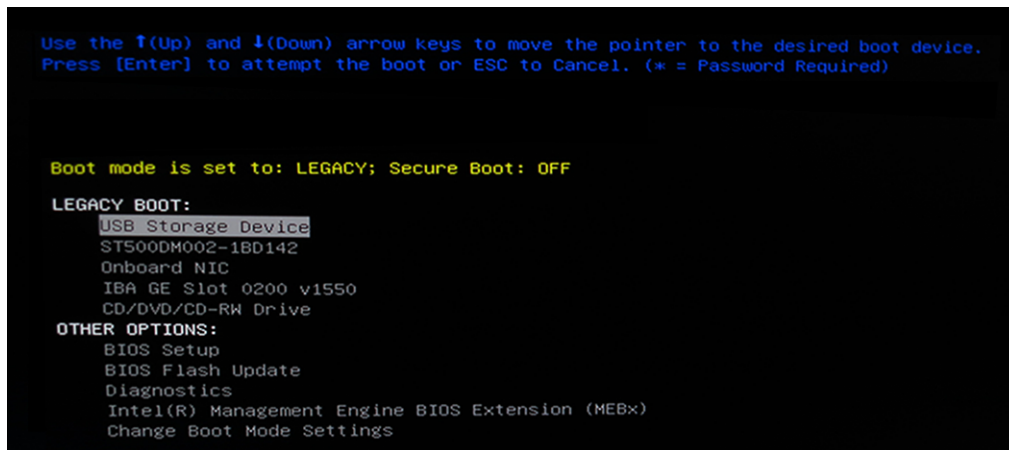 Use the ↑(Up) and ↓(Down) arrow keys to move the pointer to the desired boot device.
Press [Enter] to attempt the boot or ESC to Cancel. (* = Password Required)
Boot mode is set to: LEGACY; Secure Boot: OFF
LEGACY BOOT:
USB Storage Device
ST500DM002-1BD142
Onboard NIC
IBA GE Slot 0200 v1550
CD/DVD/CD-RW Drive
OTHER OPTIONS:
BIOS Setup
BIOS Flash Update
Diagnostics
Intel(R) Management Engine BIOS Extension (MEBx)
Change Boot Mode Settings